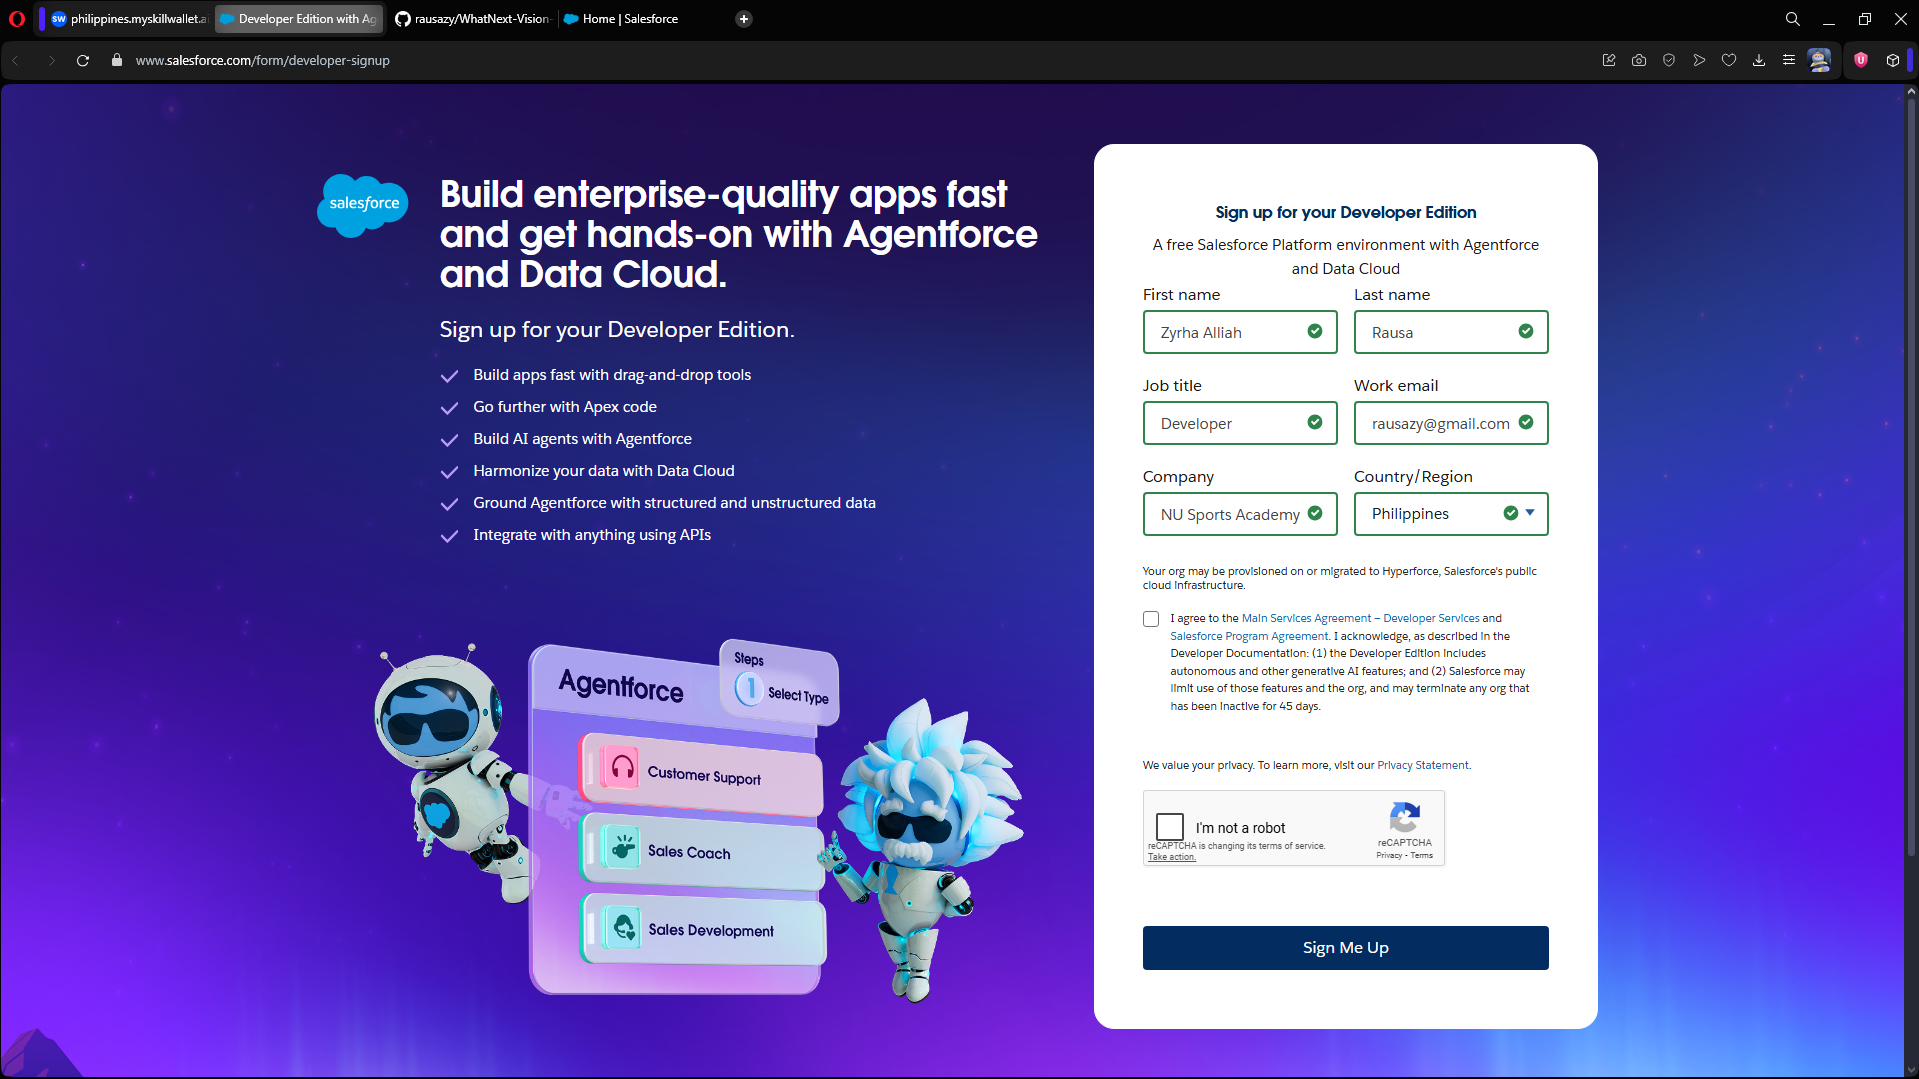 philippines.myskillwallet.a
Developer Edition with Ag
rausazy/WhatNext-Vision-
Home | Salesforce
www.salesforce.com/form/developer-signup
salesforce
Build enterprise-quality apps fast
and get hands-on with Agentforce
and Data Cloud.
Sign up for your Developer Edition.
Build apps fast with drag-and-drop tools
Go further with Apex code
Build AI agents with Agentforce
Harmonize your data with Data Cloud
Ground Agentforce with structured and unstructured data
Integrate with anything using APIs
Agentforce
Steps
1 Select Type
Customer Support
Sales Coach
Sales Development
Sign up for your Developer Edition
A free Salesforce Platform environment with Agentforce
and Data Cloud
First name Last name
Zyrha Alliah Rausa
Job title Work email
Developer rausazy@gmail.com
Company Country/Region
NU Sports Academy Philippines
Your org may be provisioned on or migrated to Hyperforce, Salesforce's public
cloud infrastructure.
I agree to the Main Services Agreement – Developer Services and
Salesforce Program Agreement. I acknowledge, as described in the
Developer Documentation: (1) the Developer Edition includes
autonomous and other generative AI features; and (2) Salesforce may
limit use of those features and the org, and may terminate any org that
has been inactive for 45 days.
We value your privacy. To learn more, visit our Privacy Statement.
I'm not a robot
reCAPTCHA is changing its terms of service.
Take action.
reCAPTCHA
Privacy - Terms
Sign Me Up